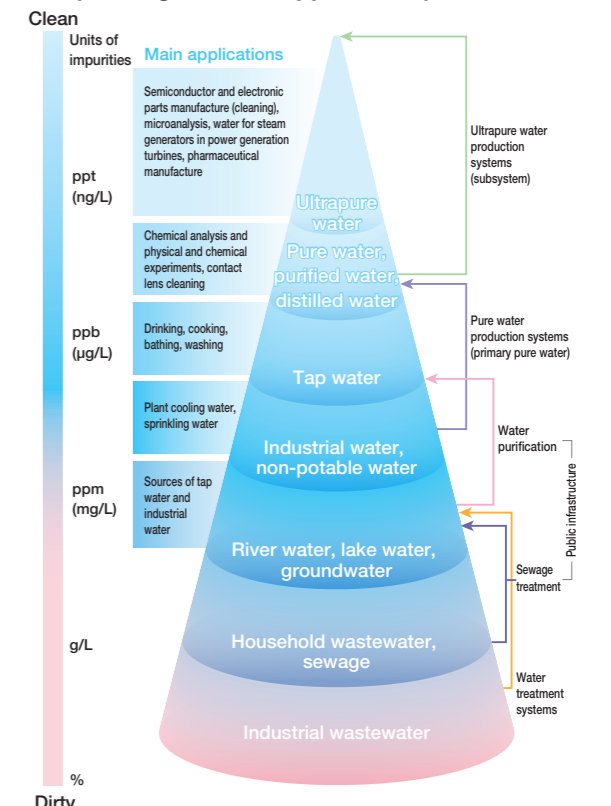 Clean
Units of
impurities
Main applications
Semiconductor and electronic
parts manufacture (cleaning),
microanalysis, water for steam
generators in power generation
turbines, pharmaceutical
manufacture
ppt
(ng/L)
Ultrapure
water
Ultrapure water
production
systems
(subsystem)
Chemical analysis and
physical and chemical
experiments, contact
lens cleaning
Pure water,
purified water,
distilled water
ppb
(µg/L)
Drinking, cooking,
bathing, washing
Pure water
production systems
(primary pure water)
Tap water
Plant cooling water,
sprinkling water
Industrial water,
non-potable water
Water
purification
ppm
(mg/L)
Sources of tap
water and
industrial
water
River water, lake water,
groundwater
Public infrastructure
Sewage
treatment
g/L
Household wastewater,
sewage
Water
treatment
systems
Industrial wastewater
%
Dirty